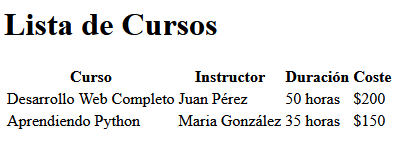 Lista de Cursos
Curso Instructor Duración Coste
Desarrollo Web Completo Juan Pérez 50 horas $200
Aprendiendo Python Maria González 35 horas $150